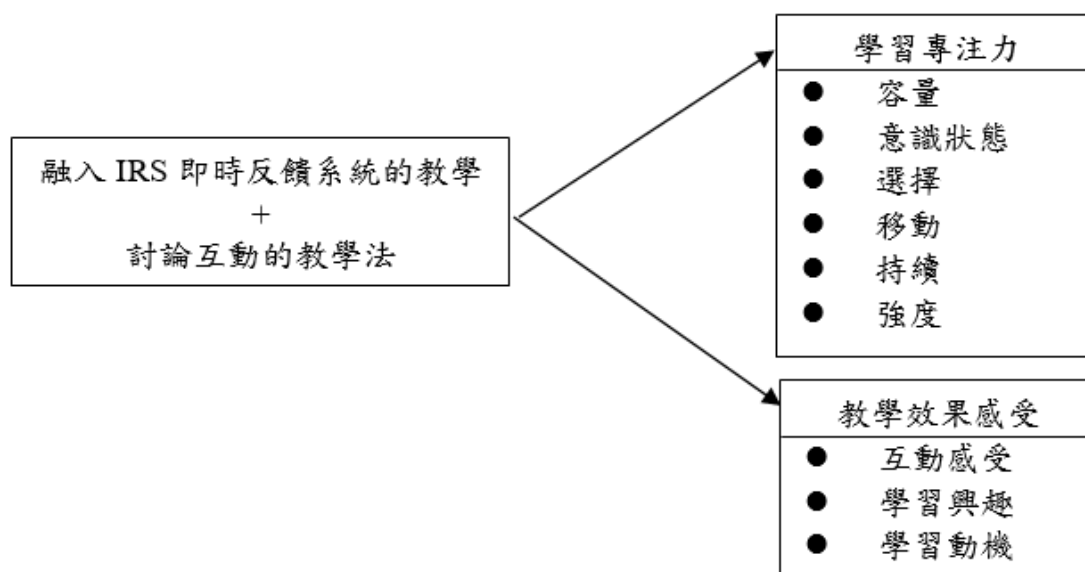 融入 IRS 即時反饋系統的教學
+
討論互動的教學法
學習專注力
● 容量
● 意識狀態
● 選擇
● 移動
● 持續
● 強度
教學效果感受
● 互動感受
● 學習興趣
● 學習動機